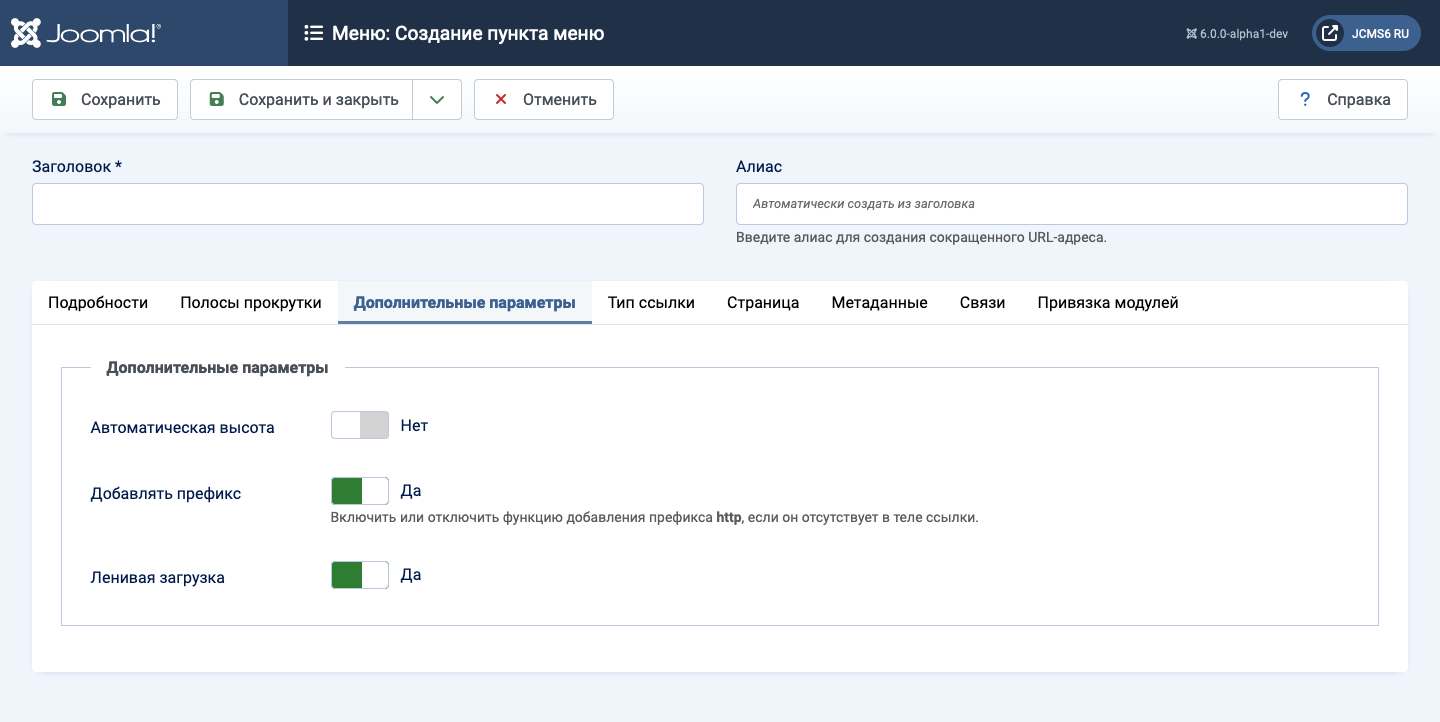 Joomla!®
Меню: Создание пункта меню
6.0.0-alpha1-dev
JCMS6 RU
Сохранить
Сохранить и закрыть
Отменить
? Справка
Заголовок *
Алиас
Автоматически создать из заголовка
Введите алиас для создания сокращенного URL-адреса.
Подробности Полосы прокрутки Дополнительные параметры Тип ссылки Страница Метаданные Связи Привязка модулей
Дополнительные параметры
Автоматическая высота
Нет
Добавлять префикс
Да
Включить или отключить функцию добавления префикса http, если он отсутствует в теле ссылки.
Ленивая загрузка
Да